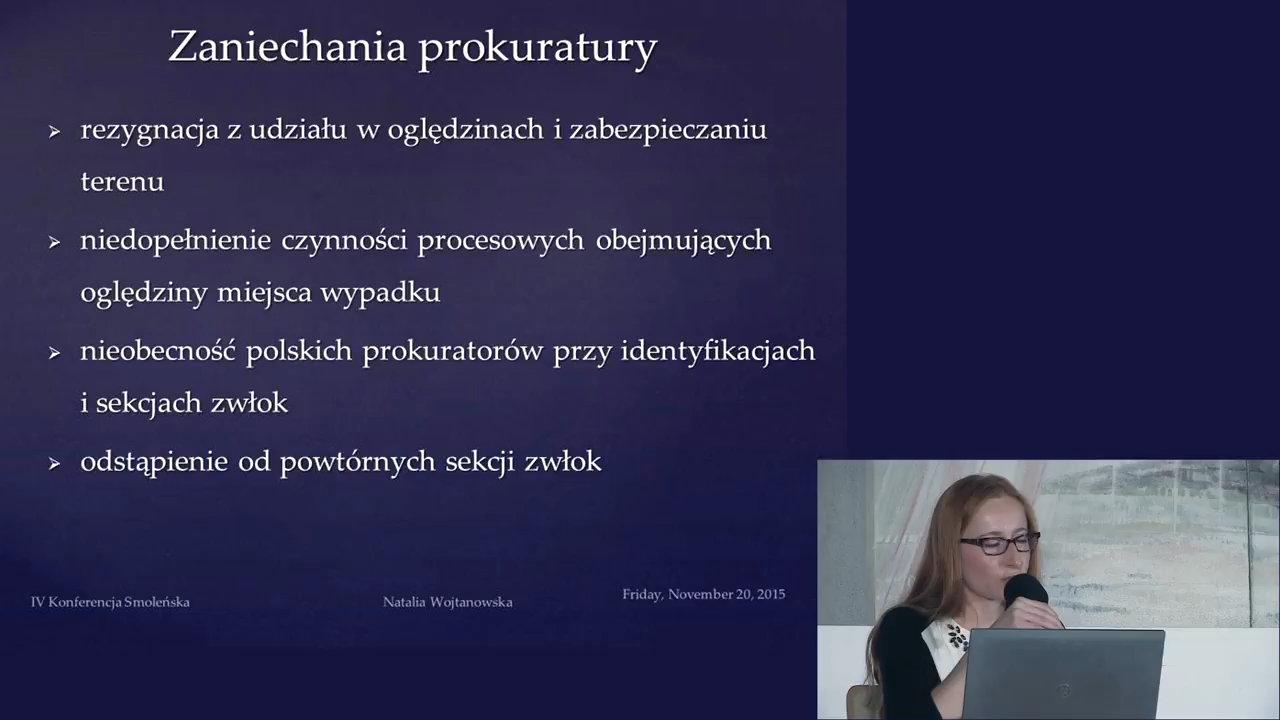 Zaniechania prokuratury
➢ rezygnacja z udziału w oględzinach i zabezpieczaniu
terenu
➢ niedopełnienie czynności procesowych obejmujących
oględziny miejsca wypadku
➢ nieobecność polskich prokuratorów przy identyfikacjach
i sekcjach zwłok
➢ odstąpienie od powtórnych sekcji zwłok
IV Konferencja Smoleńska
Natalia Wojtanowska
Friday, November 20, 2015